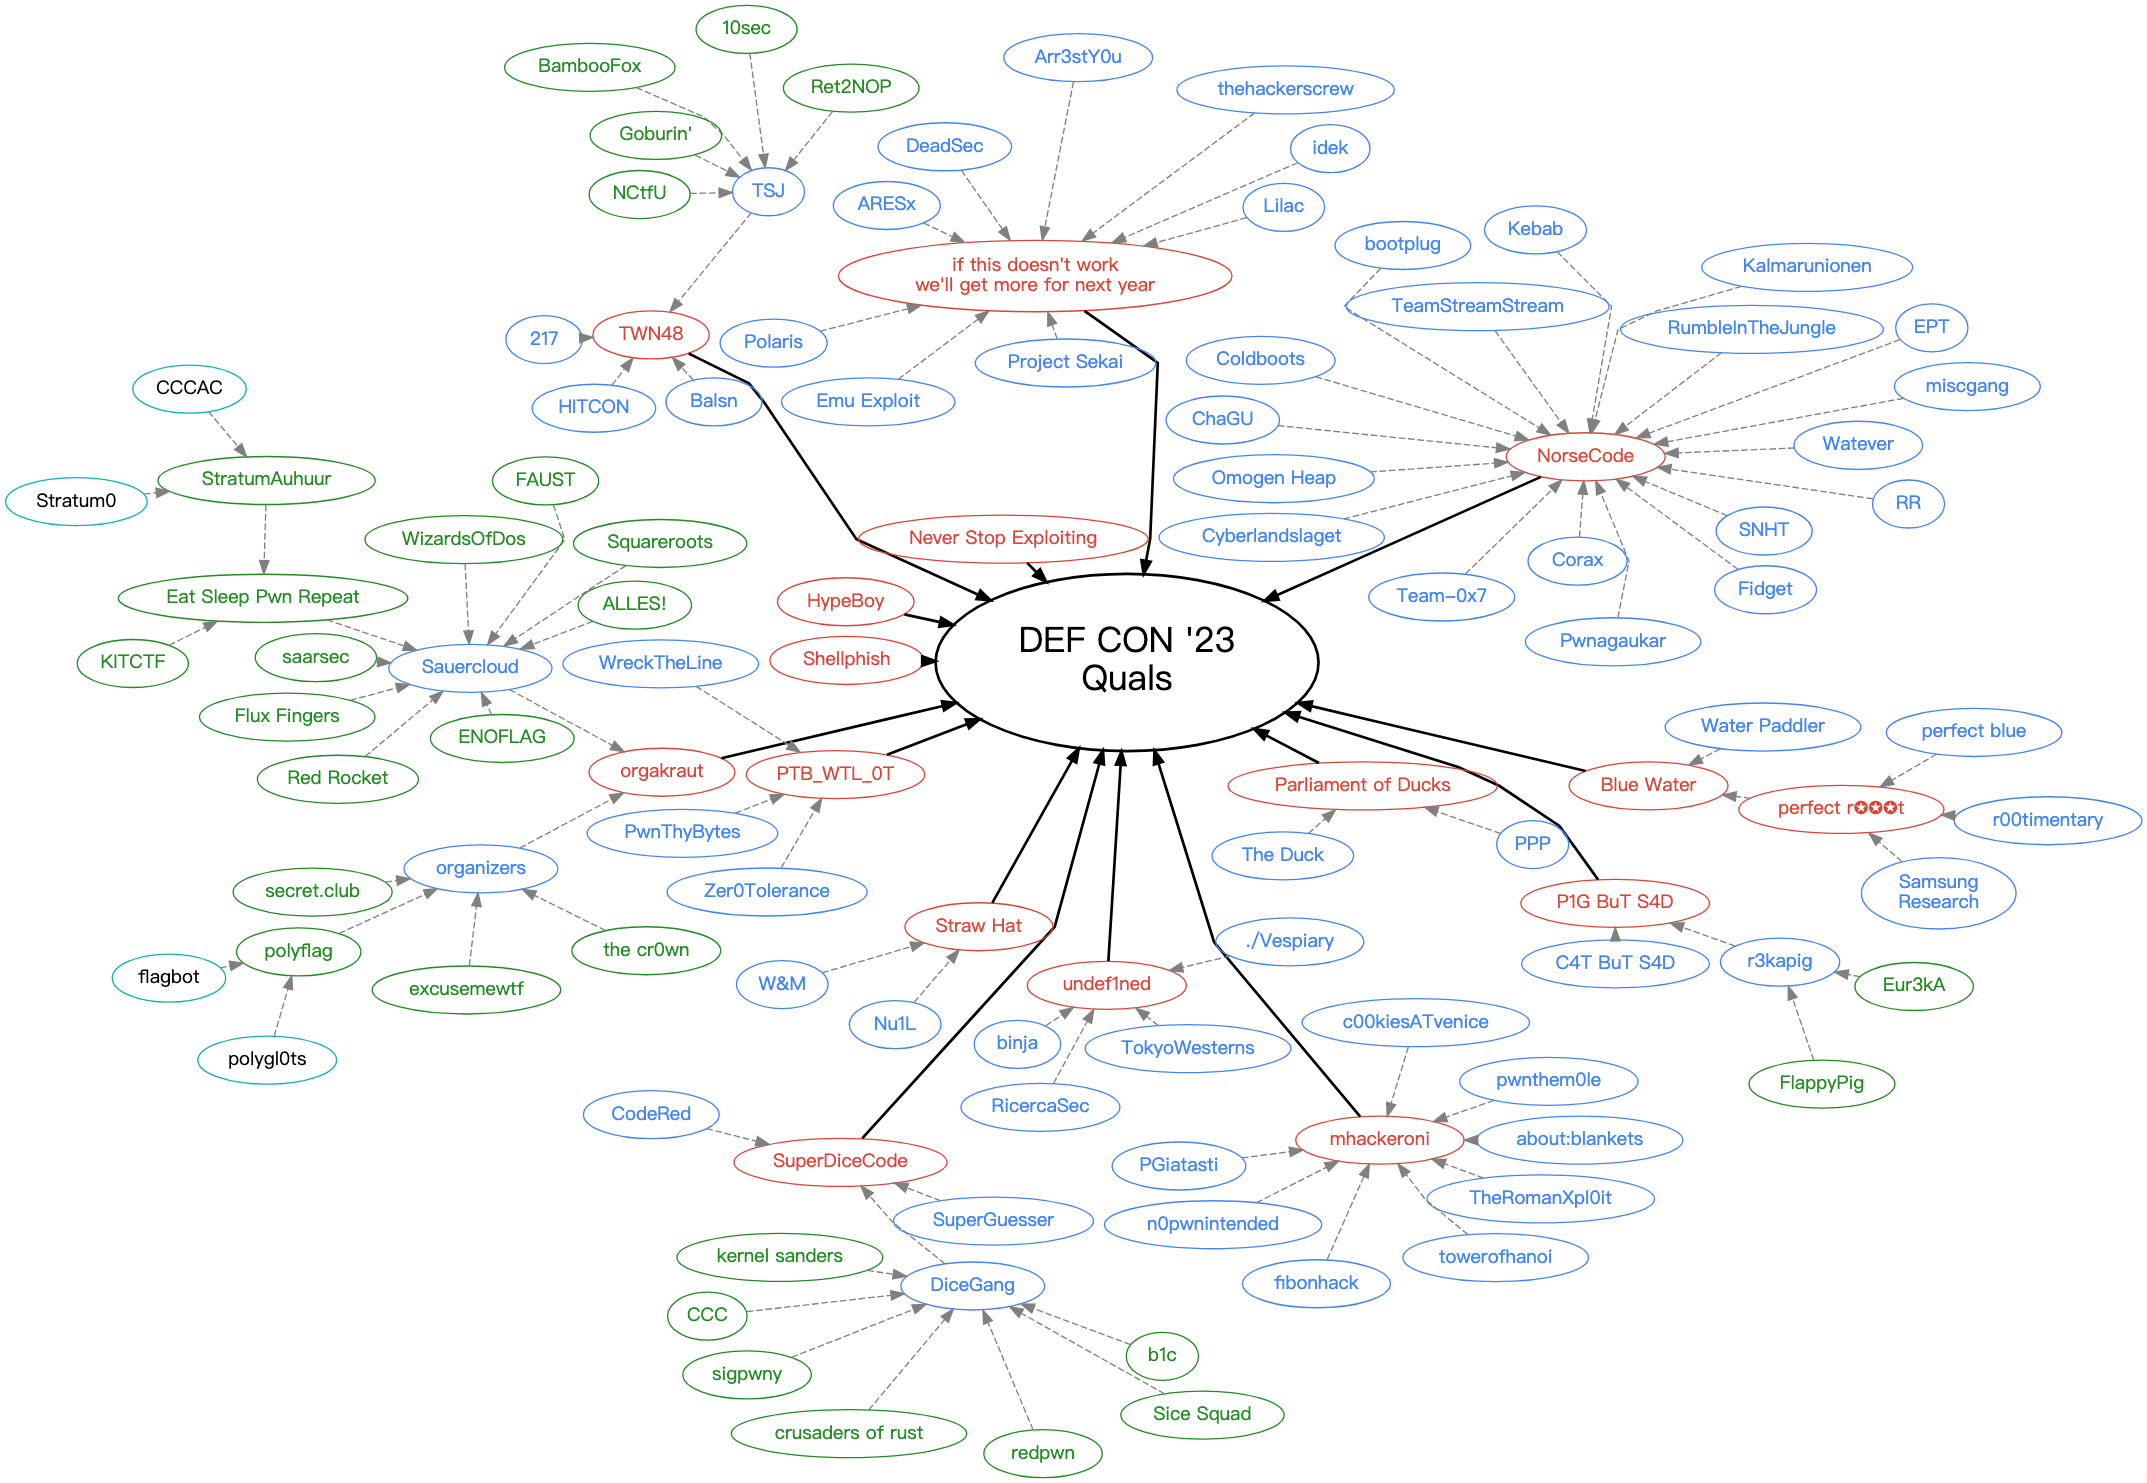 10sec
BambooFox
Arr3stY0u
Ret2NOP
thehackerscrew
Goburin'
DeadSec
idek
NCtfU
TSJ
ARESx
Lilac
Kebab
bootplug
if this doesn't work
we'll get more for next year
Kalmarunionen
TeamStreamStream
RumbleInTheJungle
EPT
217
TWN48
Polaris
Project Sekai
Coldboots
miscgang
CCCAC
HITCON
Balsn
Emu Exploit
ChaGU
Watever
NorseCode
StratumAuhuur
FAUST
Omogen Heap
Stratum0
RR
WizardsOfDos
Squareroots
Never Stop Exploiting
Cyberlandslaget
SNHT
Corax
Eat Sleep Pwn Repeat
ALLES!
HypeBoy
Team-0x7
Fidget
DEF CON '23
Quals
KITCTF
saarsec
Sauercloud
WreckTheLine
Shellphish
Pwnagaukar
Flux Fingers
ENOFLAG
Water Paddler
perfect blue
Red Rocket
orgakraut
PTB_WTL_0T
Parliament of Ducks
Blue Water
perfect r✪✪✪t
r00timentary
PwnThyBytes
The Duck
PPP
organizers
secret.club
Zer0Tolerance
Samsung
Research
P1G BuT S4D
Straw Hat
polyflag
the cr0wn
./Vespiary
C4T BuT S4D
r3kapig
flagbot
excusemewtf
W&M
undef1ned
Eur3kA
Nu1L
binja
TokyoWesterns
c00kiesATvenice
polygl0ts
pwnthem0le
FlappyPig
CodeRed
RicercaSec
mhackeroni
about:blankets
SuperDiceCode
PGiatasti
TheRomanXpl0it
SuperGuesser
n0pwnintended
kernel sanders
towerofhanoi
DiceGang
fibonhack
CCC
b1c
sigpwny
Sice Squad
crusaders of rust
redpwn